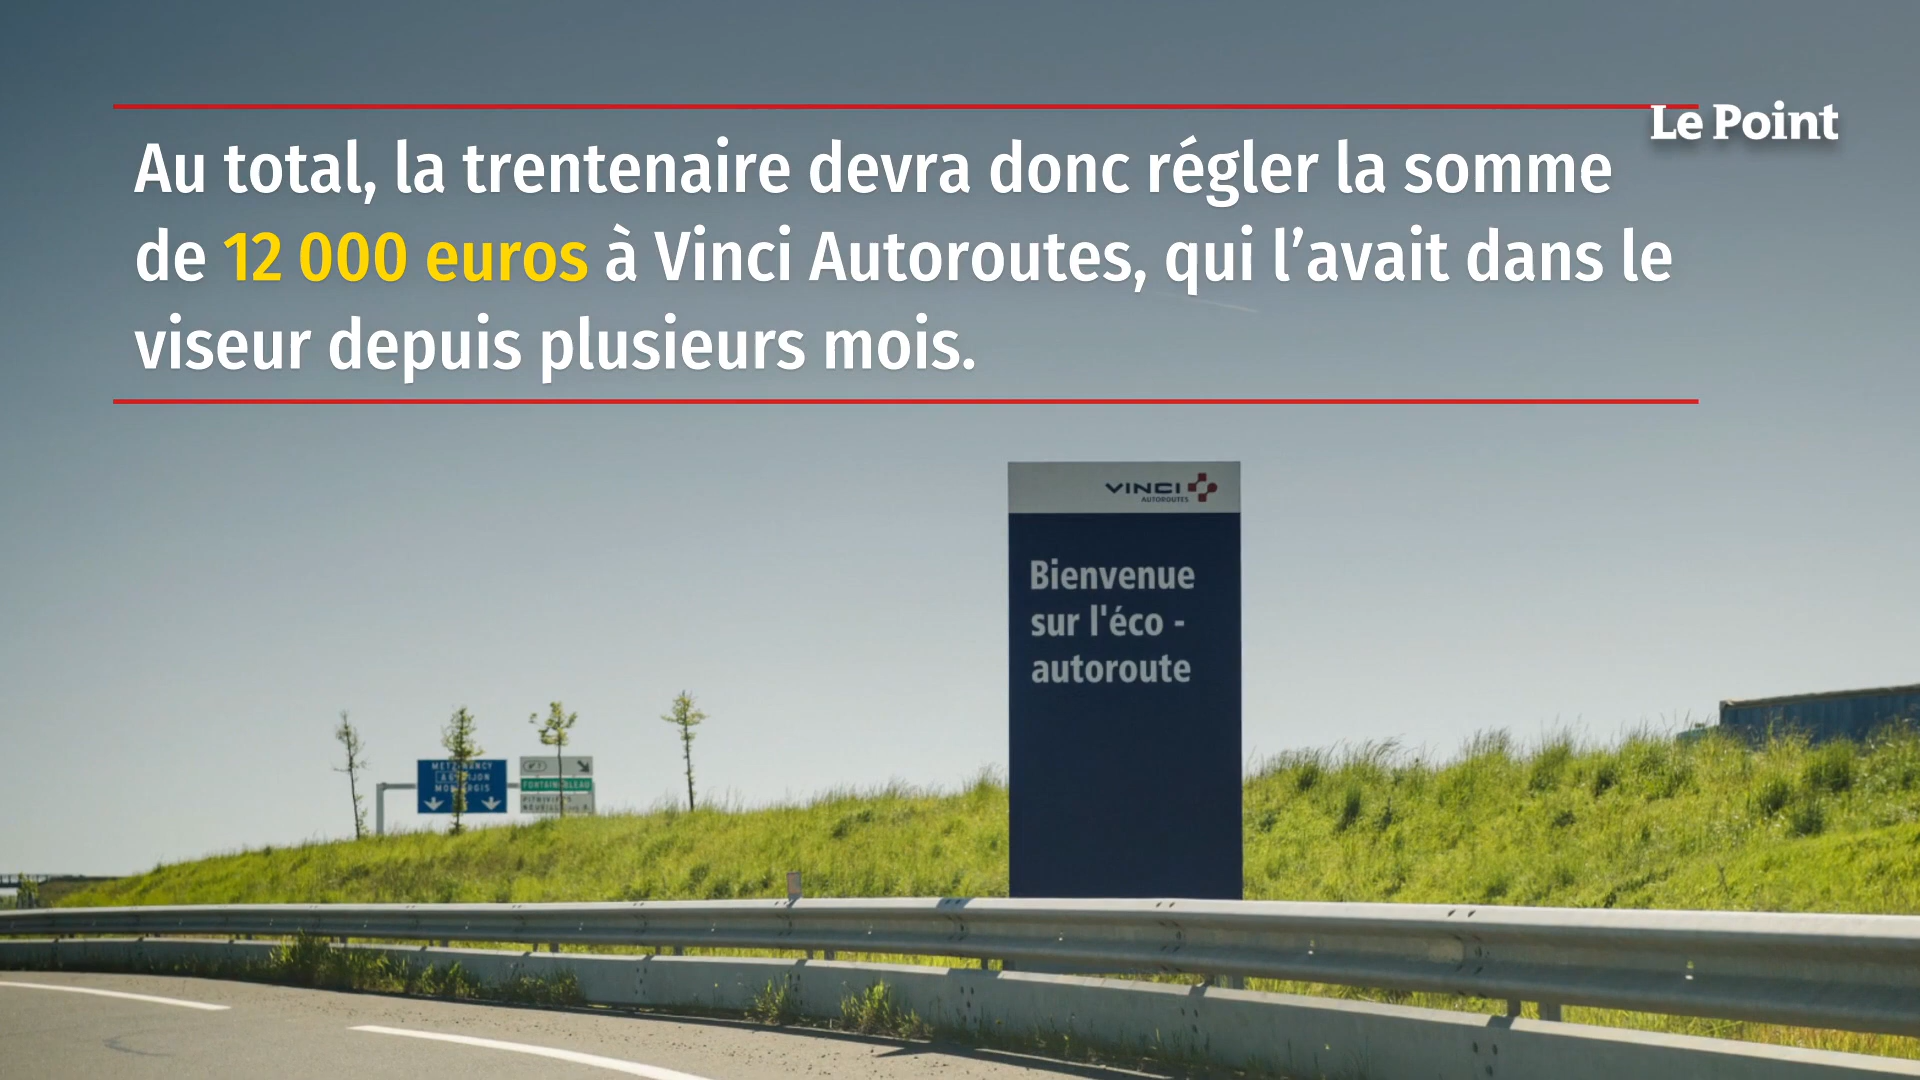 Le Point
Au total, la trentenaire devra donc régler la somme
de 12 000 euros à Vinci Autoroutes, qui l’avait dans le
viseur depuis plusieurs mois.
VINCI
AUTOROUTES
Bienvenue
sur l'éco -
autoroute